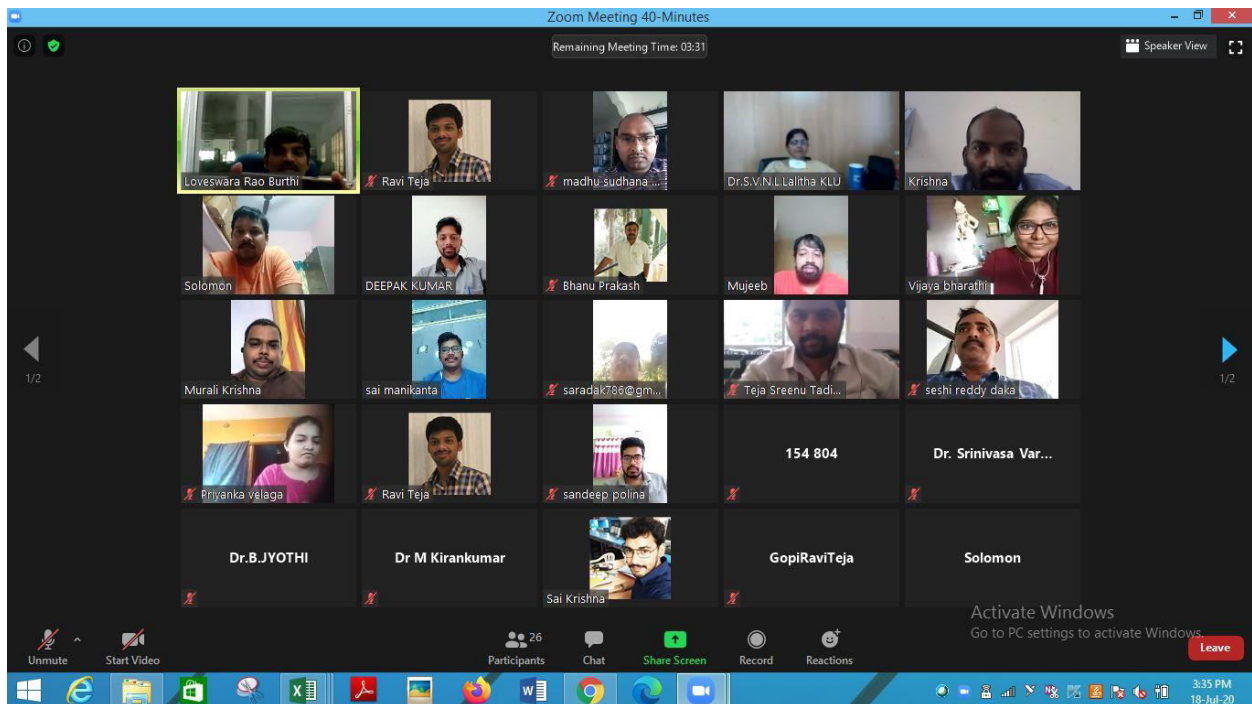 Zoom Meeting 40-Minutes
Remaining Meeting Time: 03:31
Speaker View
Loveswara Rao Burthi
Ravi Teja
madhu sudhana ...
Dr.S.V.N.L.Lalitha KLU
Krishna
Solomon
DEEPAK KUMAR
Bhanu Prakash
Mujeeb
Vijaya bharathi
Murali Krishna
sai manikanta
saradak786@gm...
Teja Sreenu Tadi...
seshi reddy daka
1/2
1/2
Priyanka velaga
Ravi Teja
sandeep polina
154 804
Dr. Srinivasa Var...
Dr.B.JYOTHI
Dr M Kirankumar
Sai Krishna
GopiRaviTeja
Solomon
Activate Windows
Go to PC settings to activate Windows.
Unmute
Start Video
26
Participants
Chat
Share Screen
Record
Reactions
Leave
3:35 PM
18-Jul-20